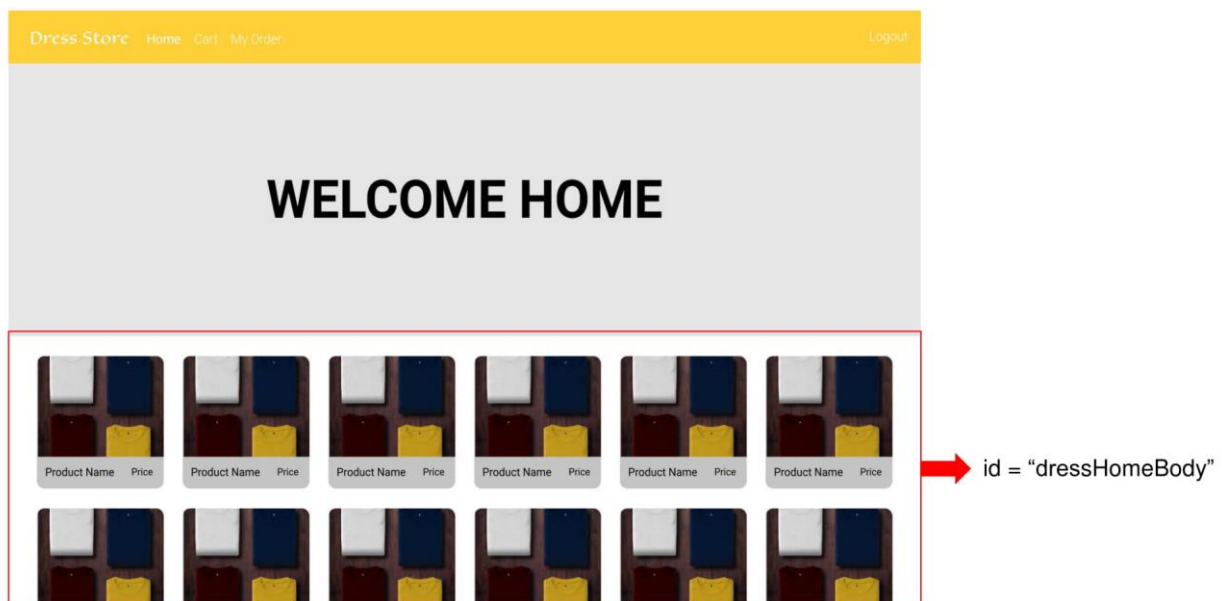 Dress Store Home Cart My Order Logout
WELCOME HOME
Product Name Price Product Name Price Product Name Price Product Name Price Product Name Price Product Name Price
id = “dressHomeBody”